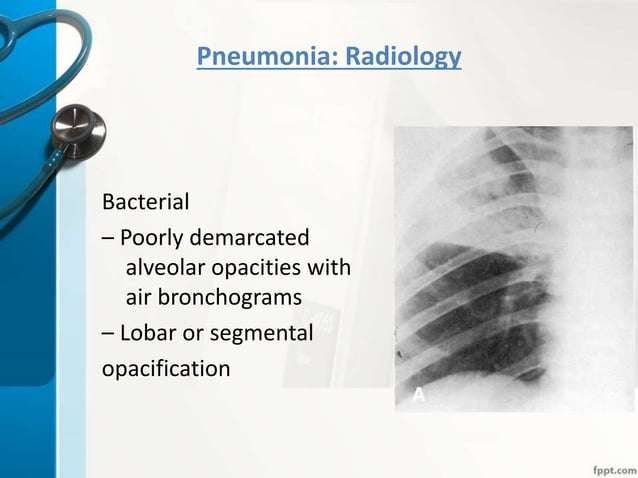 Pneumonia: Radiology
Bacterial
– Poorly demarcated
alveolar opacities with
air bronchograms
– Lobar or segmental
opacification
A
fppt.com